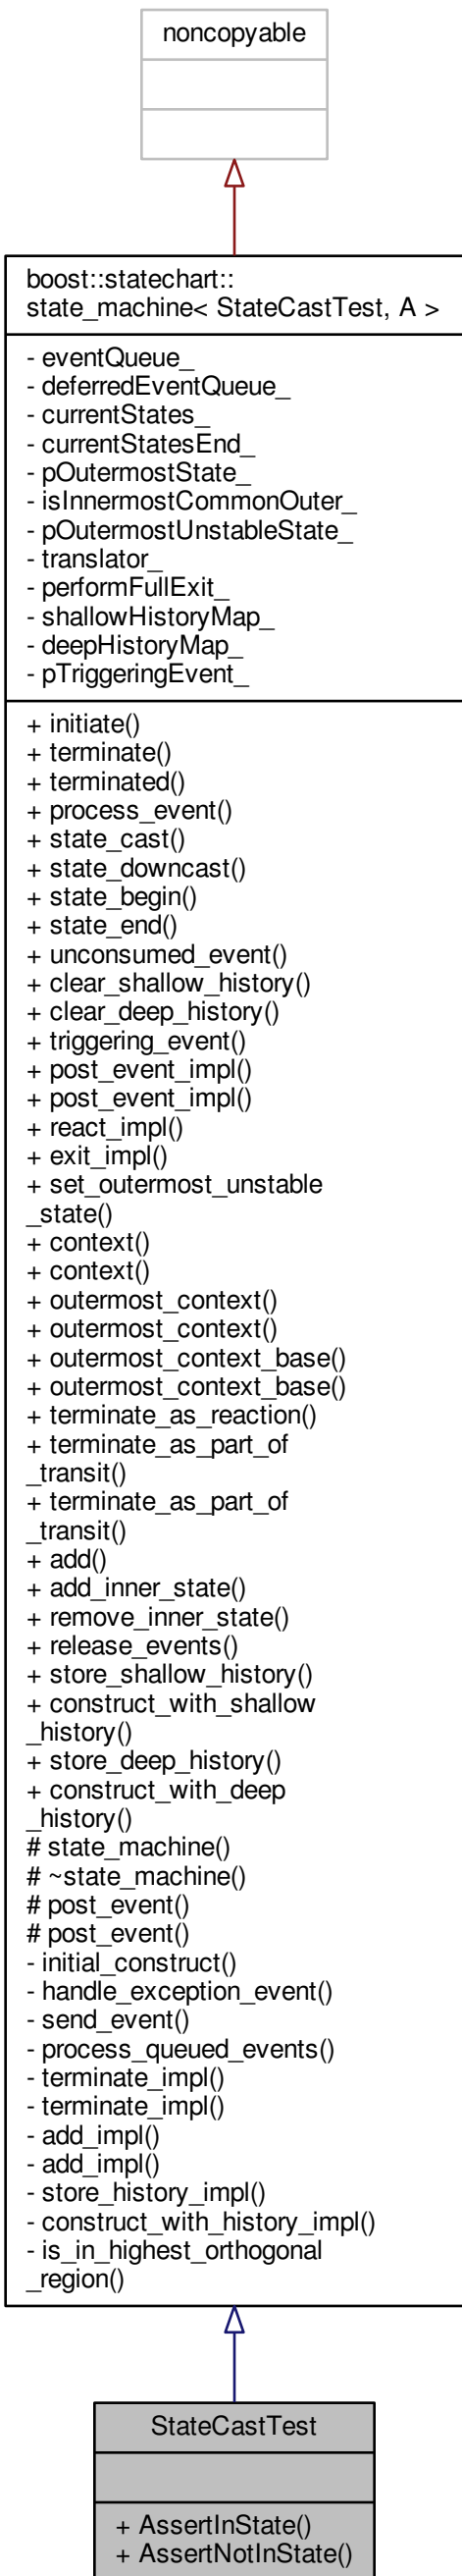 noncopyable
boost::statechart::
state_machine< StateCastTest, A >
- eventQueue_
- deferredEventQueue_
- currentStates_
- currentStatesEnd_
- pOutermostState_
- isInnermostCommonOuter_
- pOutermostUnstableState_
- translator_
- performFullExit_
- shallowHistoryMap_
- deepHistoryMap_
- pTriggeringEvent_
+ initiate()
+ terminate()
+ terminated()
+ process_event()
+ state_cast()
+ state_downcast()
+ state_begin()
+ state_end()
+ unconsumed_event()
+ clear_shallow_history()
+ clear_deep_history()
+ triggering_event()
+ post_event_impl()
+ post_event_impl()
+ react_impl()
+ exit_impl()
+ set_outermost_unstable
_state()
+ context()
+ context()
+ outermost_context()
+ outermost_context()
+ outermost_context_base()
+ outermost_context_base()
+ terminate_as_reaction()
+ terminate_as_part_of
_transit()
+ terminate_as_part_of
_transit()
+ add()
+ add_inner_state()
+ remove_inner_state()
+ release_events()
+ store_shallow_history()
+ construct_with_shallow
_history()
+ store_deep_history()
+ construct_with_deep
_history()
# state_machine()
# ~state_machine()
# post_event()
# post_event()
- initial_construct()
- handle_exception_event()
- send_event()
- process_queued_events()
- terminate_impl()
- terminate_impl()
- add_impl()
- add_impl()
- store_history_impl()
- construct_with_history_impl()
- is_in_highest_orthogonal
_region()
StateCastTest
+ AssertInState()
+ AssertNotInState()